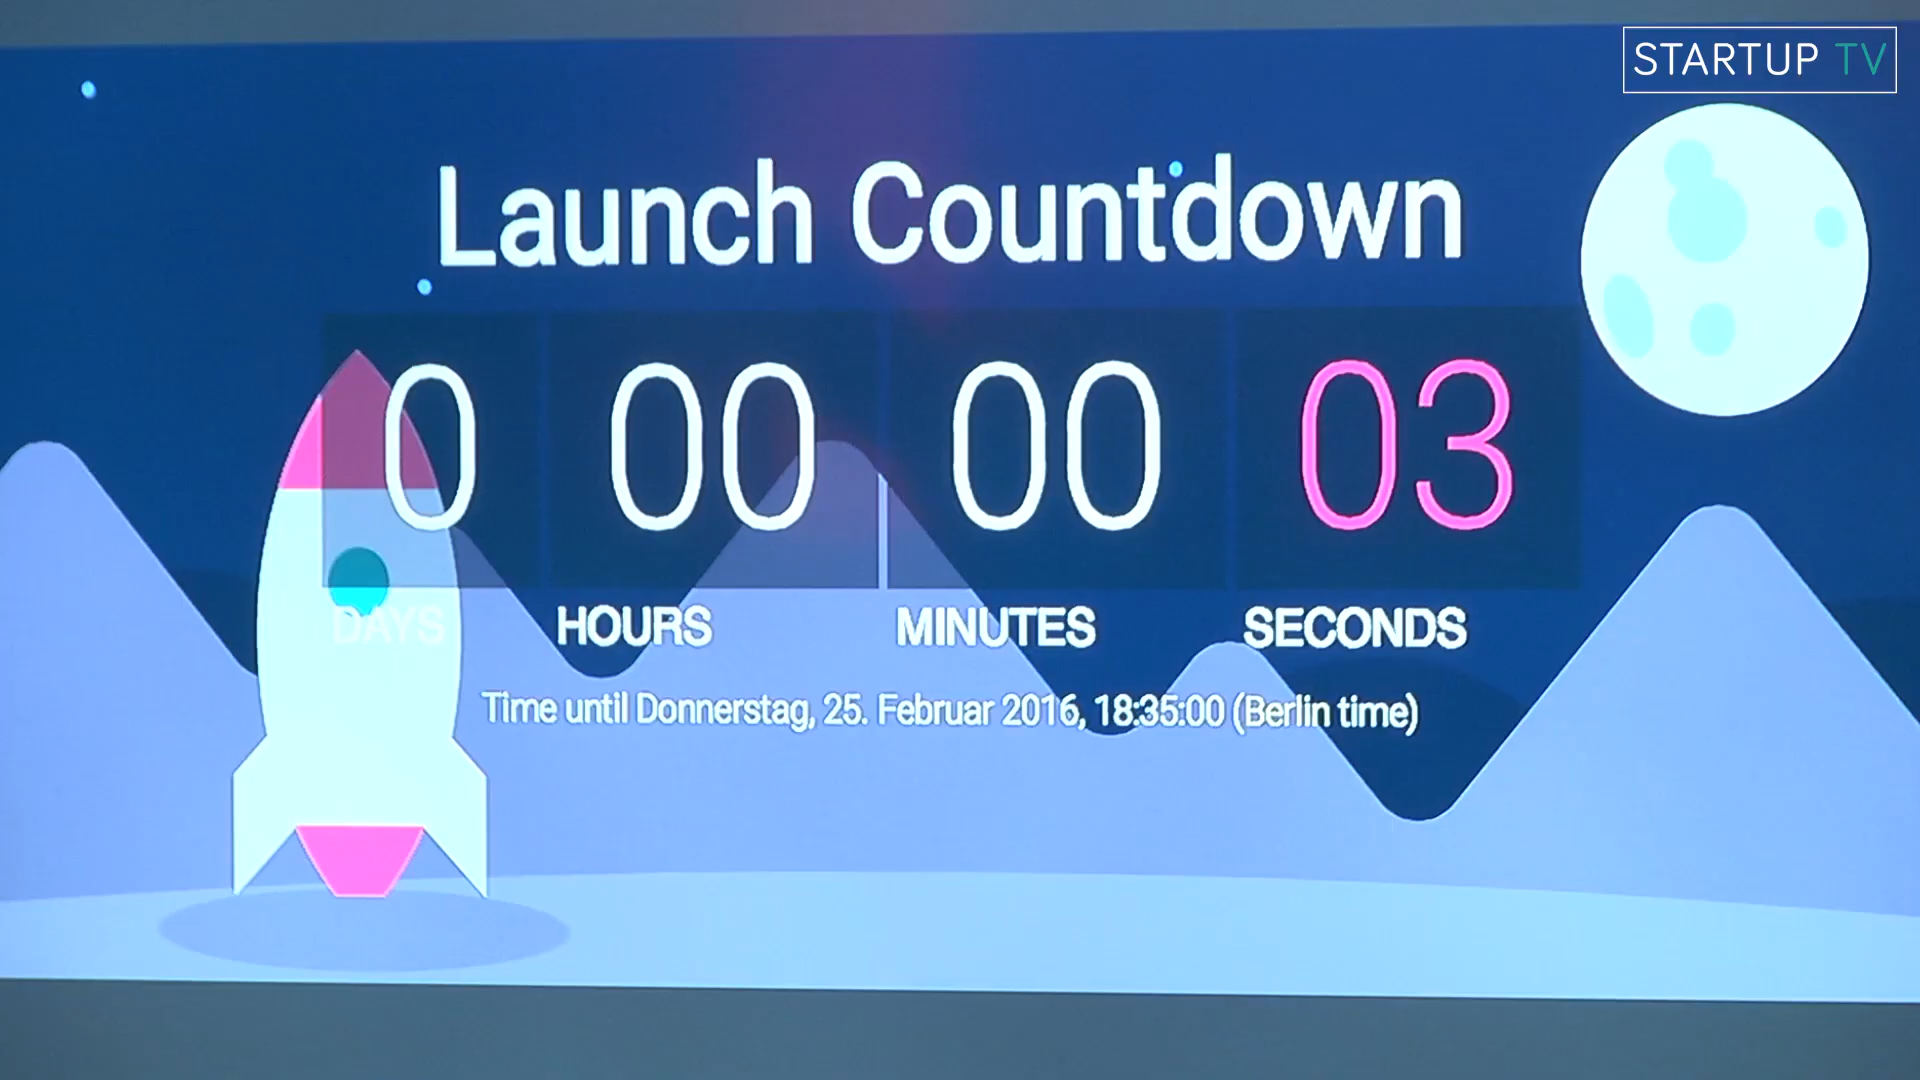 STARTUP TV
Launch Countdown
0 00 00 03
DAYS HOURS MINUTES SECONDS
Time until Donnerstag, 25. Februar 2016, 18:35:00 (Berlin time)